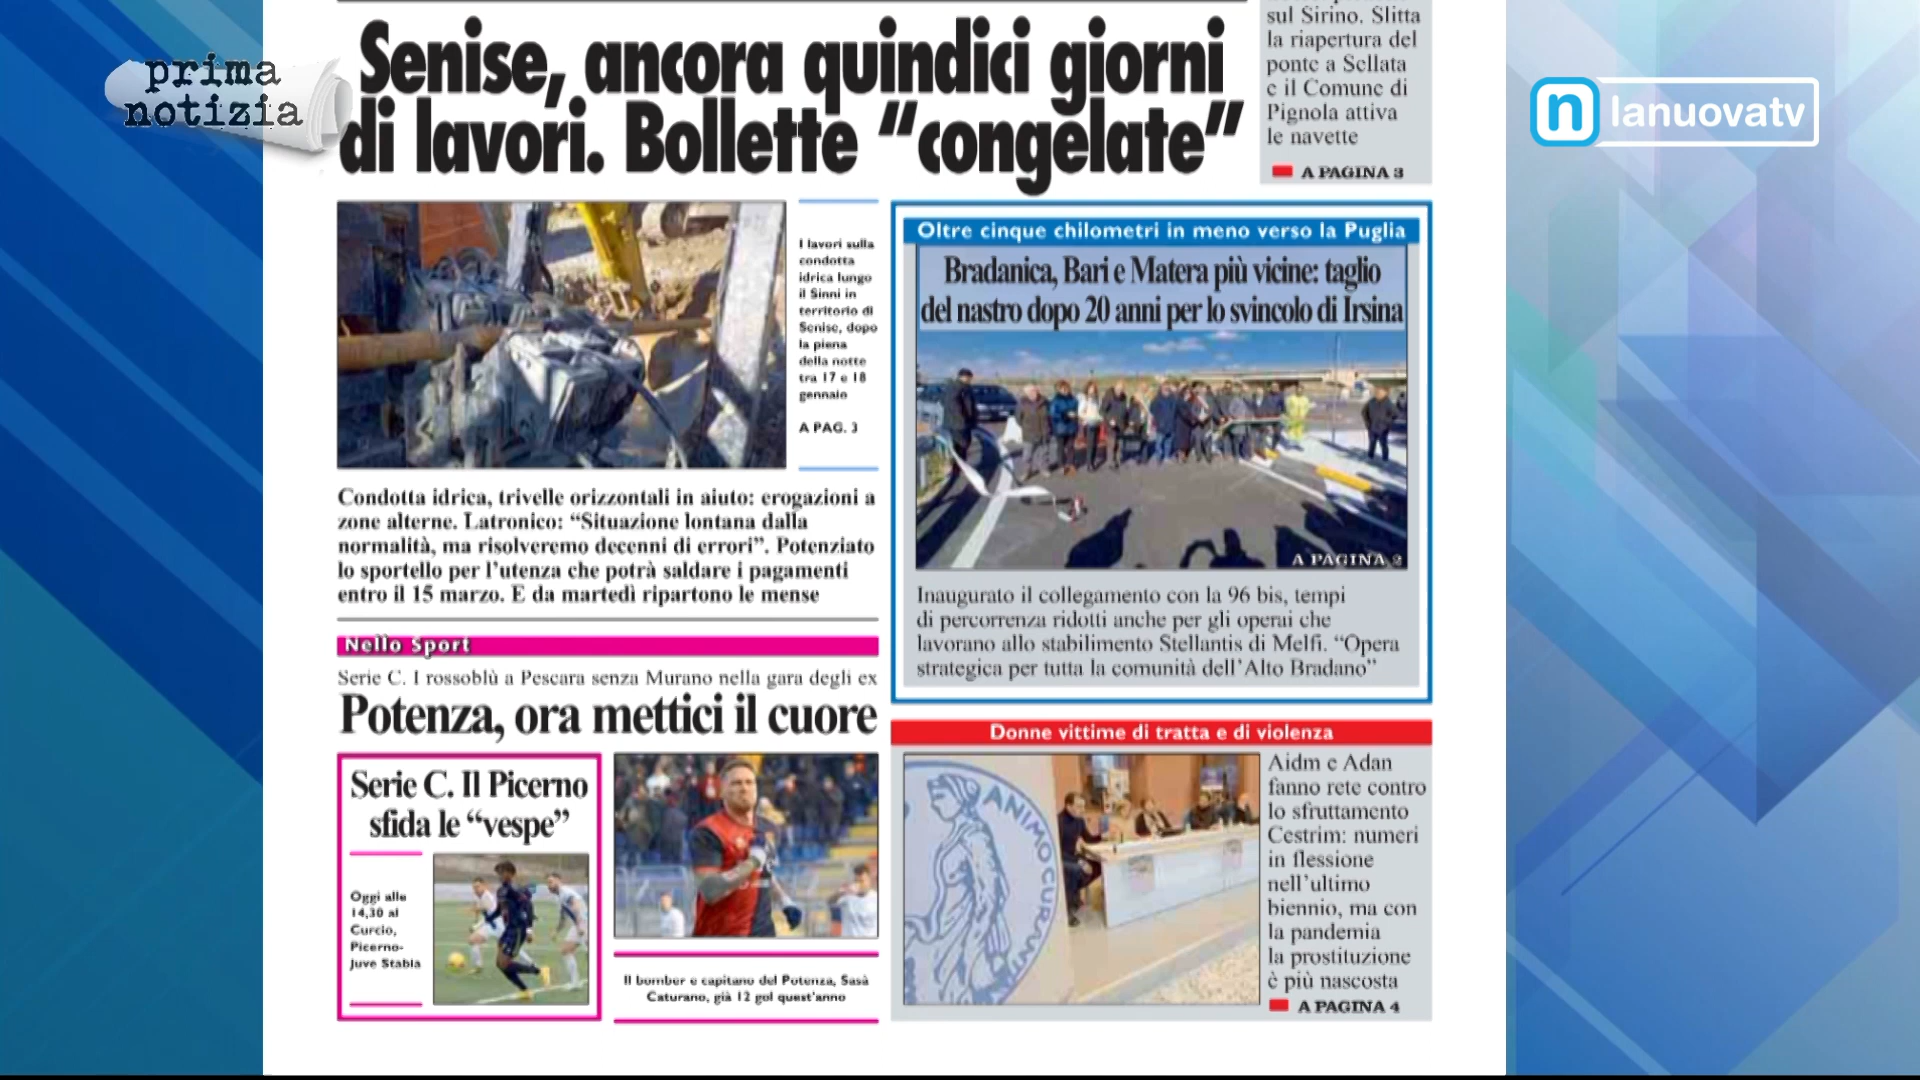 prima
notizia
n lanuovatv
Senise, ancora quindici giorni
di lavori. Bollette “congelate”
sul Sirino. Slitta
la riapertura del
ponte a Sellata
e il Comune di
Pignola attiva
le navette
A PAGINA 3
I lavori sulla
condotta
idrica lungo
il Sinni in
territorio di
Senise, dopo
la piena
della notte
tra 17 e 18
gennaio
A PAG. 3
Condotta idrica, trivelle orizzontali in aiuto: erogazioni a
zone alterne. Latronico: “Situazione lontana dalla
normalità, ma risolveremo decenni di errori”. Potenziato
lo sportello per l’utenza che potrà saldare i pagamenti
entro il 15 marzo. E da martedì ripartono le mense
Oltre cinque chilometri in meno verso la Puglia
Bradanica, Bari e Matera più vicine: taglio
del nastro dopo 20 anni per lo svincolo di Irsina
A PAGINA 2
Inaugurato il collegamento con la 96 bis, tempi
di percorrenza ridotti anche per gli operai che
lavorano allo stabilimento Stellantis di Melfi. “Opera
strategica per tutta la comunità dell’Alto Bradano”
Nello Sport
Serie C. I rossoblù a Pescara senza Murano nella gara degli ex
Potenza, ora mettici il cuore
Serie C. Il Picerno
sfida le “vespe”
Oggi alle
14,30 al
Curcio,
Picerno-
Juve Stabia
Il bomber e capitano del Potenza, Sasà
Caturano, già 12 gol quest’anno
Donne vittime di tratta e di violenza
ANIMO CURANT
Aidm e Adan
fanno rete contro
lo sfruttamento
Cestrim: numeri
in flessione
nell’ultimo
biennio, ma con
la pandemia
la prostituzione
è più nascosta
A PAGINA 4